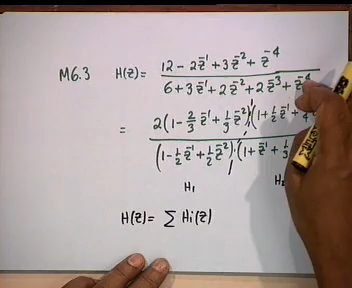 M6.3 H(z) = 12 - 2z̄¹ + 3z̄² + z̄⁴
6 + 3z̄¹ + 2z̄² + 2z̄³ + z̄⁴
= 2(1 - 2/3 z̄¹ + 1/3 z̄²)(1 + 1/2 z̄¹ + 1/4
(1 - 1/2 z̄¹ + 1/2 z̄²) · (1 + z̄¹ + 1/3
H₁ H₂
H(z) = Σ Hi(z)